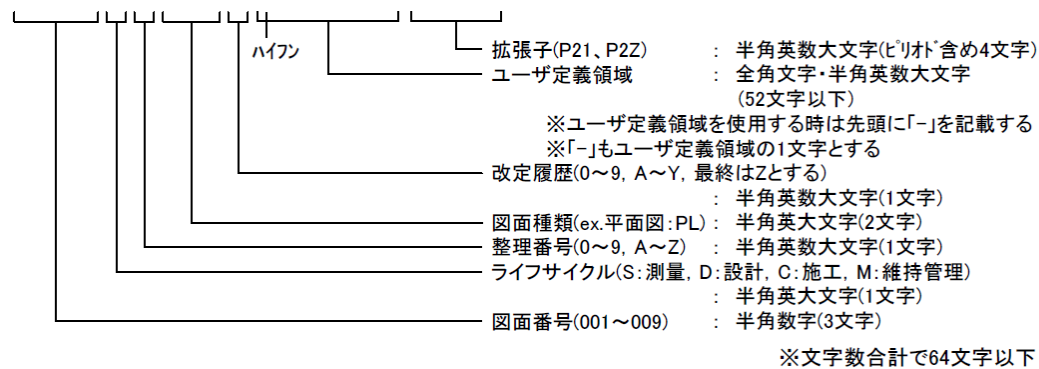 ハイフン
拡張子(P21、P2Z) : 半角英数大文字(ﾋﾟﾘｵﾄﾞ含め4文字)
ユーザ定義領域 : 全角文字・半角英数大文字
(52文字以下)
※ユーザ定義領域を使用する時は先頭に「-」を記載する
※「-」もユーザ定義領域の1文字とする
改定履歴(0～9, A～Y, 最終はZとする)
: 半角英数大文字(1文字)
図面種類(ex.平面図:PL) : 半角英大文字(2文字)
整理番号(0～9, A～Z) : 半角英数大文字(1文字)
ライフサイクル(S:測量, D:設計, C:施工, M:維持管理)
: 半角英大文字(1文字)
図面番号(001～009) : 半角数字(3文字)
※文字数合計で64文字以下